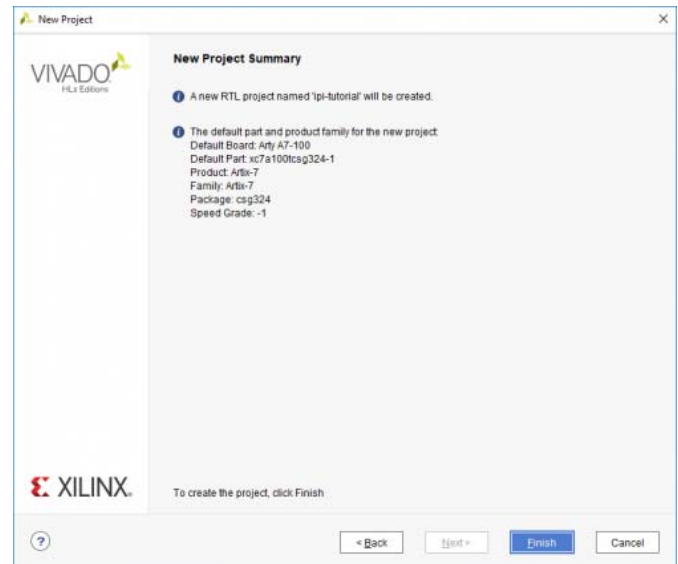 New Project
VIVADO
HLx Editions
New Project Summary
A new RTL project named 'ipi-tutorial' will be created.
The default part and product family for the new project:
Default Board: Arty A7-100
Default Part: xc7a100tcsg324-1
Product: Artix-7
Family: Artix-7
Package: csg324
Speed Grade: -1
XILINX
To create the project, click Finish
?
< Back
Next >
Finish
Cancel